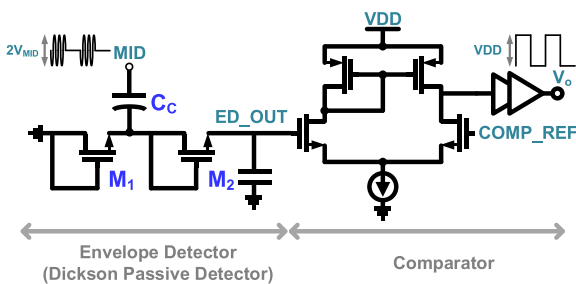 VDD
2VMID
MID
VDD
Vo
CC
ED_OUT
COMP_REF
M1
M2
Envelope Detector
(Dickson Passive Detector)
Comparator